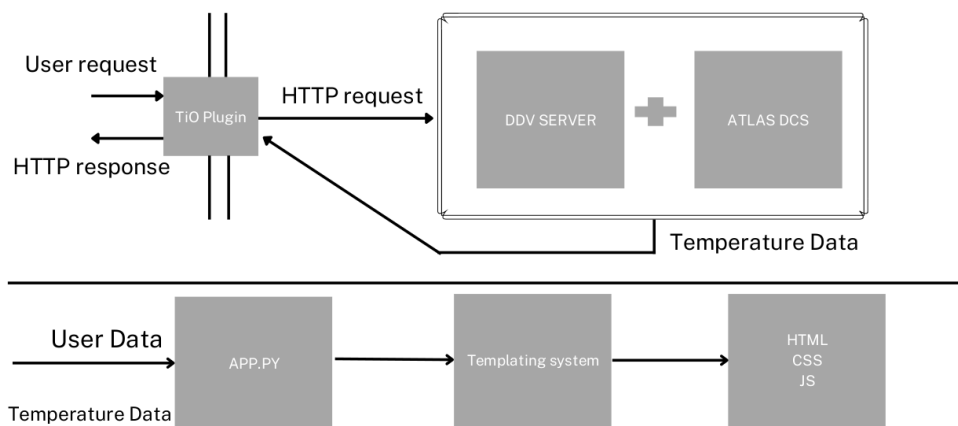 User request
TiO Plugin
HTTP request
HTTP response
DDV SERVER
ATLAS DCS
Temperature Data
User Data
Temperature Data
APP.PY
Templating system
HTML
CSS
JS